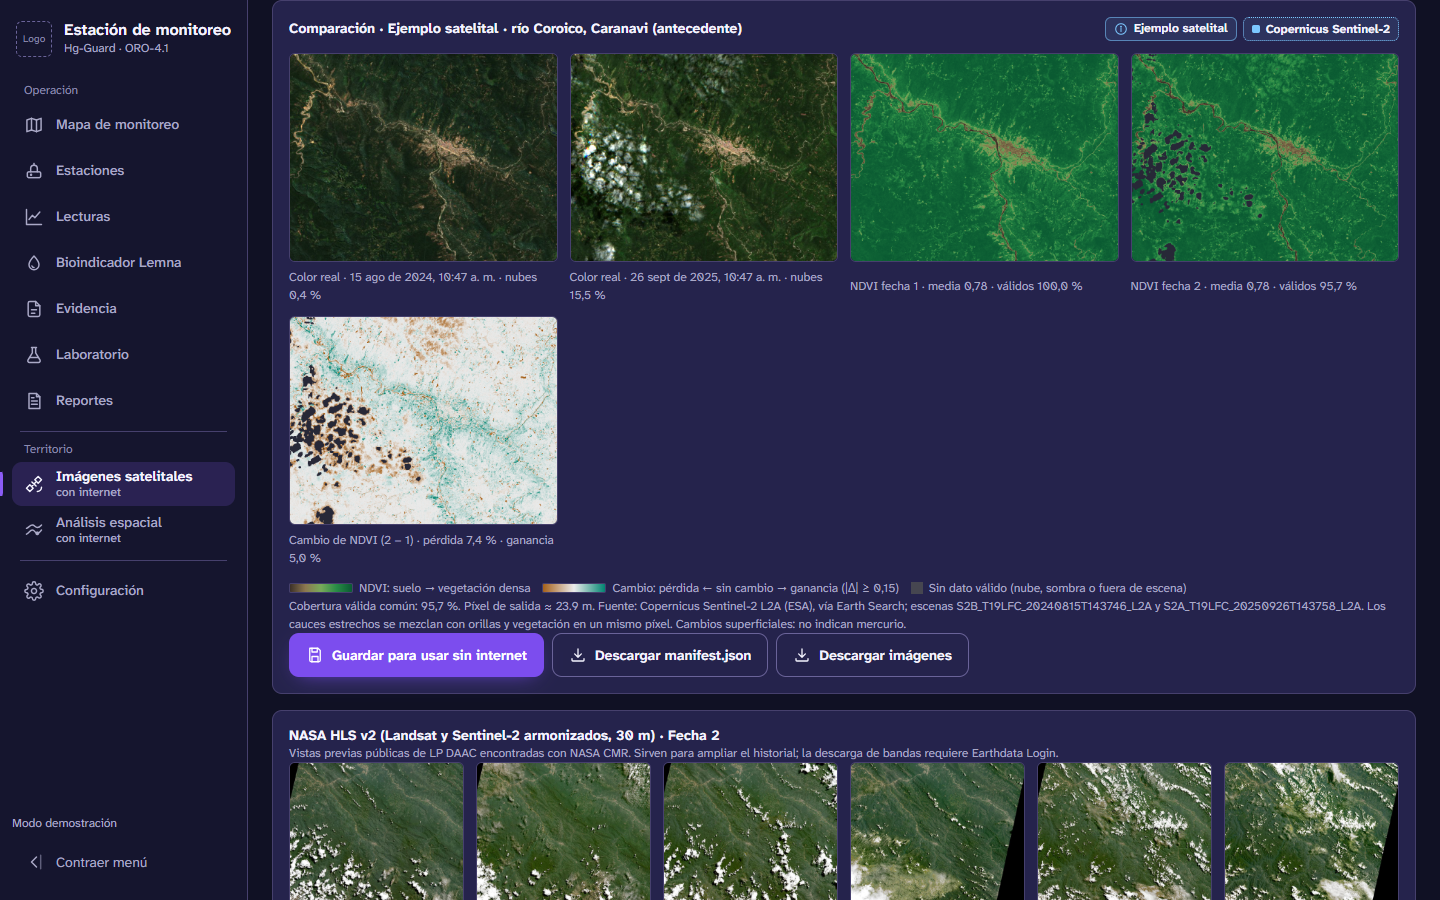 Logo
Estación de monitoreo
Hg-Guard · ORO-4.1
Operación
Mapa de monitoreo
Estaciones
Lecturas
Bioindicador Lemna
Evidencia
Laboratorio
Reportes
Territorio
Imágenes satelitales
con internet
Análisis espacial
con internet
Configuración
Modo demostración
Contraer menú
Comparación · Ejemplo satelital · río Coroico, Caranavi (antecedente)
Ejemplo satelital
Copernicus Sentinel-2
Color real · 15 ago de 2024, 10:47 a. m. · nubes
0,4 %
Color real · 26 sept de 2025, 10:47 a. m. · nubes
15,5 %
NDVI fecha 1 · media 0,78 · válidos 100,0 %
NDVI fecha 2 · media 0,78 · válidos 95,7 %
Cambio de NDVI (2 − 1) · pérdida 7,4 % · ganancia
5,0 %
NDVI: suelo → vegetación densa
Cambio: pérdida ← sin cambio → ganancia (|Δ| ≥ 0,15)
Sin dato válido (nube, sombra o fuera de escena)
Cobertura válida común: 95,7 %. Píxel de salida ≈ 23.9 m. Fuente: Copernicus Sentinel-2 L2A (ESA), vía Earth Search; escenas S2B_T19LFC_20240815T143746_L2A y S2A_T19LFC_20250926T143758_L2A. Los
cauces estrechos se mezclan con orillas y vegetación en un mismo píxel. Cambios superficiales: no indican mercurio.
Guardar para usar sin internet
Descargar manifest.json
Descargar imágenes
NASA HLS v2 (Landsat y Sentinel-2 armonizados, 30 m) · Fecha 2
Vistas previas públicas de LP DAAC encontradas con NASA CMR. Sirven para ampliar el historial; la descarga de bandas requiere Earthdata Login.